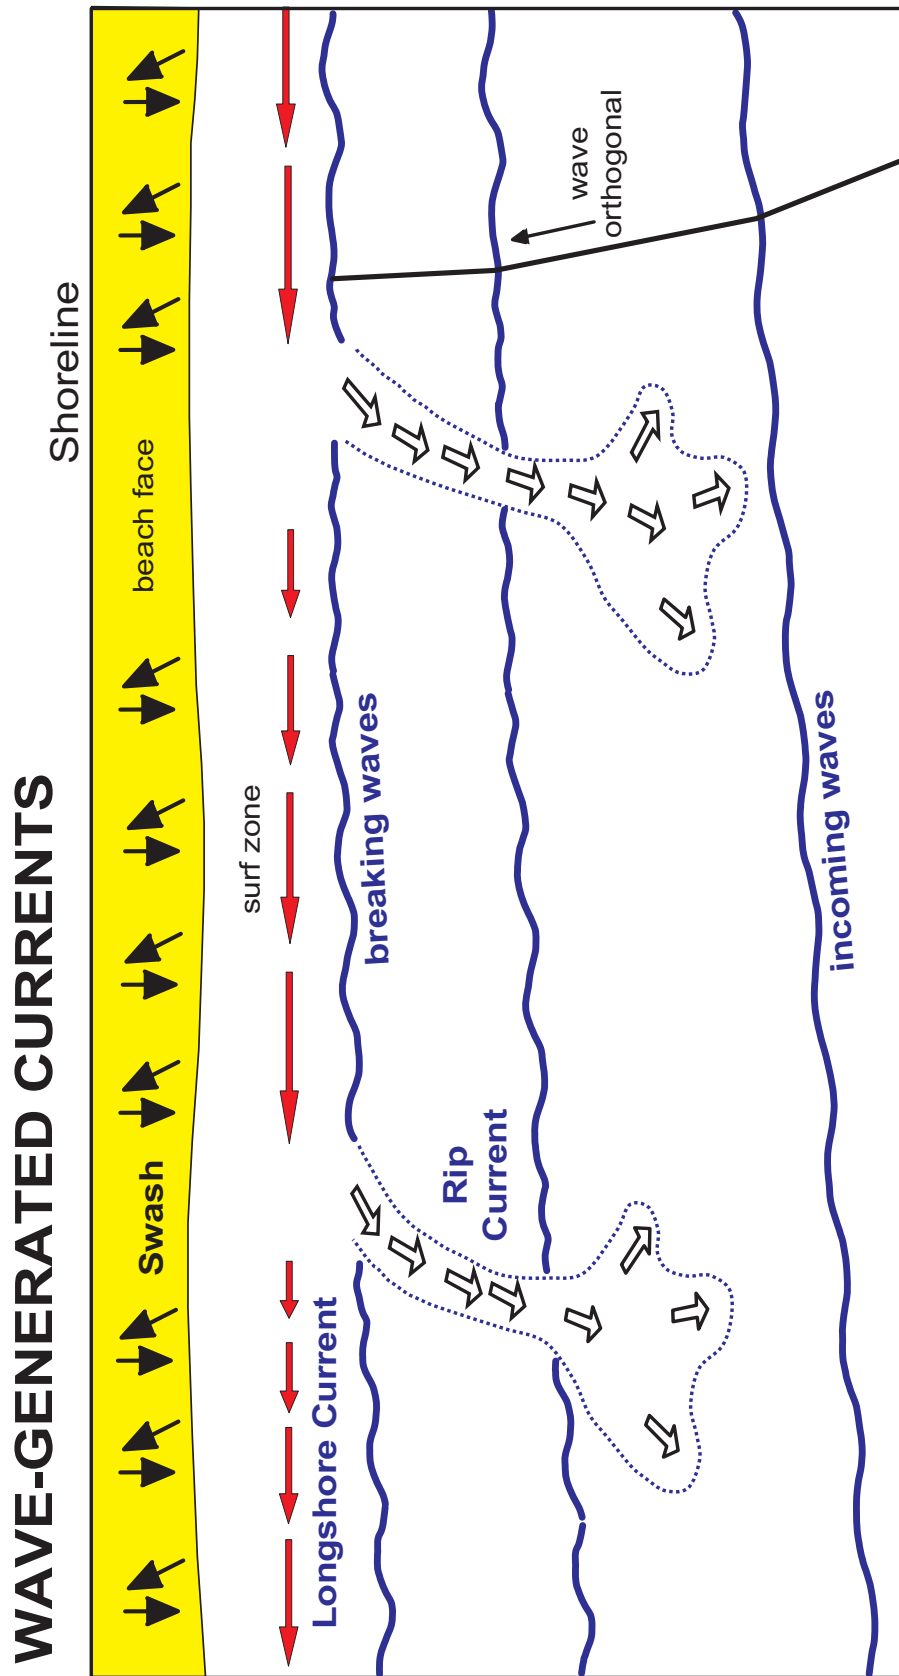 WAVE-GENERATED CURRENTS
Shoreline
Swash
beach face
surf zone
Longshore Current
breaking waves
Rip
Current
wave
orthogonal
incoming waves